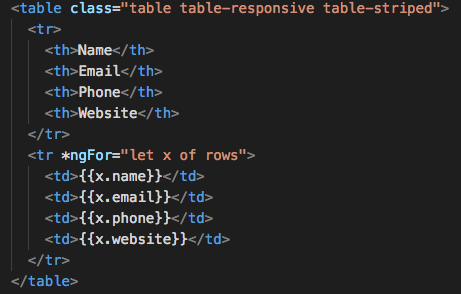 <table class="table table-responsive table-striped">
  <tr>
    <th>Name</th>
    <th>Email</th>
    <th>Phone</th>
    <th>Website</th>
  </tr>
  <tr *ngFor="let x of rows">
    <td>{{x.name}}</td>
    <td>{{x.email}}</td>
    <td>{{x.phone}}</td>
    <td>{{x.website}}</td>
  </tr>
</table>